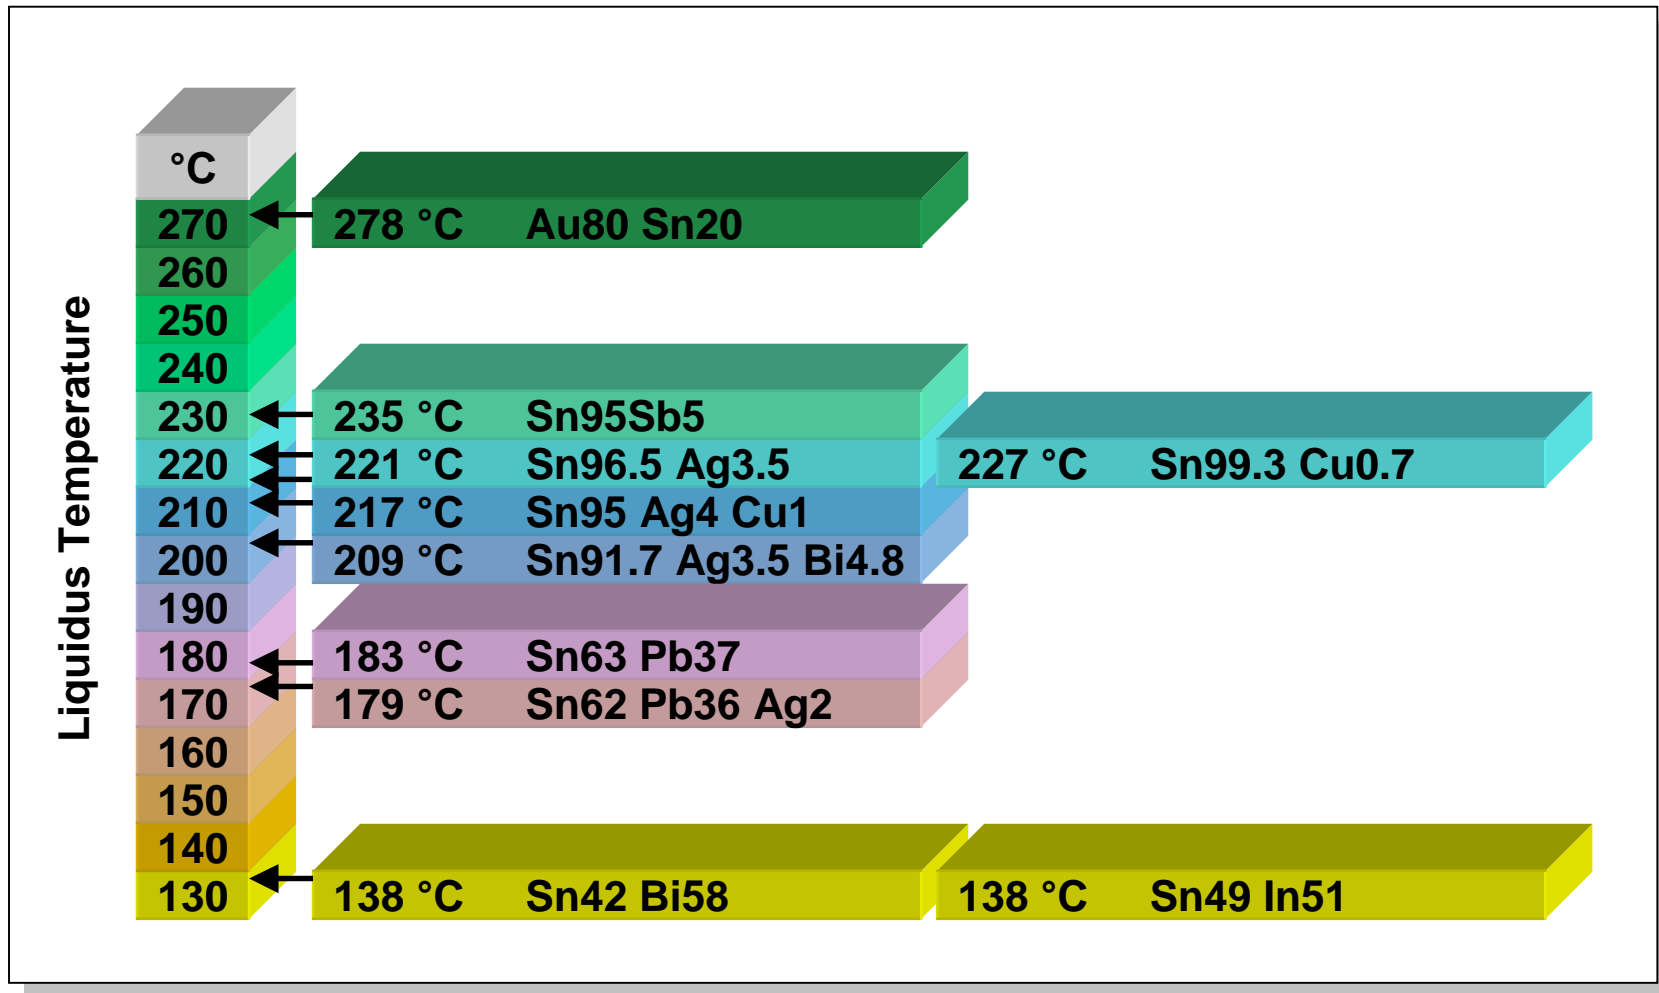 Liquidus Temperature
°C
270 278 °C Au80 Sn20
260
250
240
230 235 °C Sn95Sb5
220 221 °C Sn96.5 Ag3.5 227 °C Sn99.3 Cu0.7
210 217 °C Sn95 Ag4 Cu1
200 209 °C Sn91.7 Ag3.5 Bi4.8
190
180 183 °C Sn63 Pb37
170 179 °C Sn62 Pb36 Ag2
160
150
140
130 138 °C Sn42 Bi58 138 °C Sn49 In51